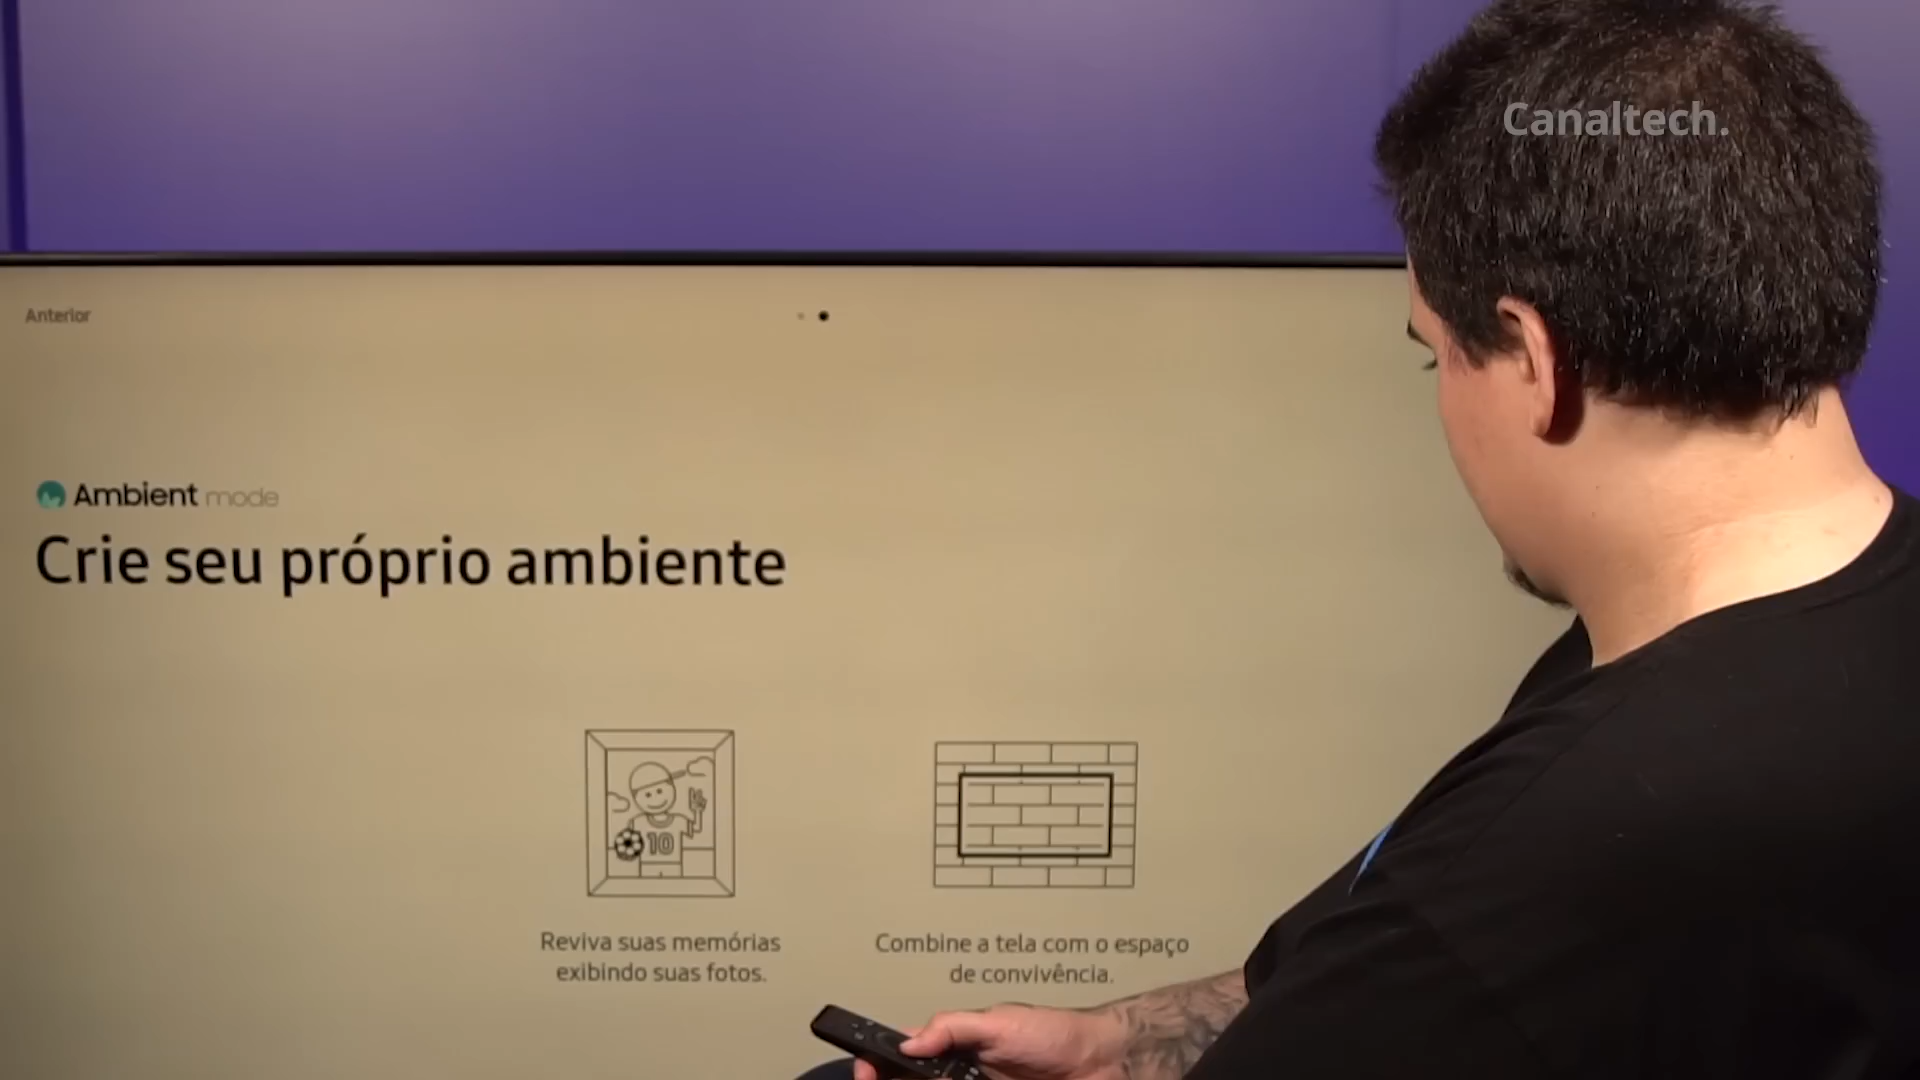 Canaltech.
Anterior
Ambient mode
Crie seu próprio ambiente
10
Reviva suas memórias
exibindo suas fotos.
Combine a tela com o espaço
de convivência.